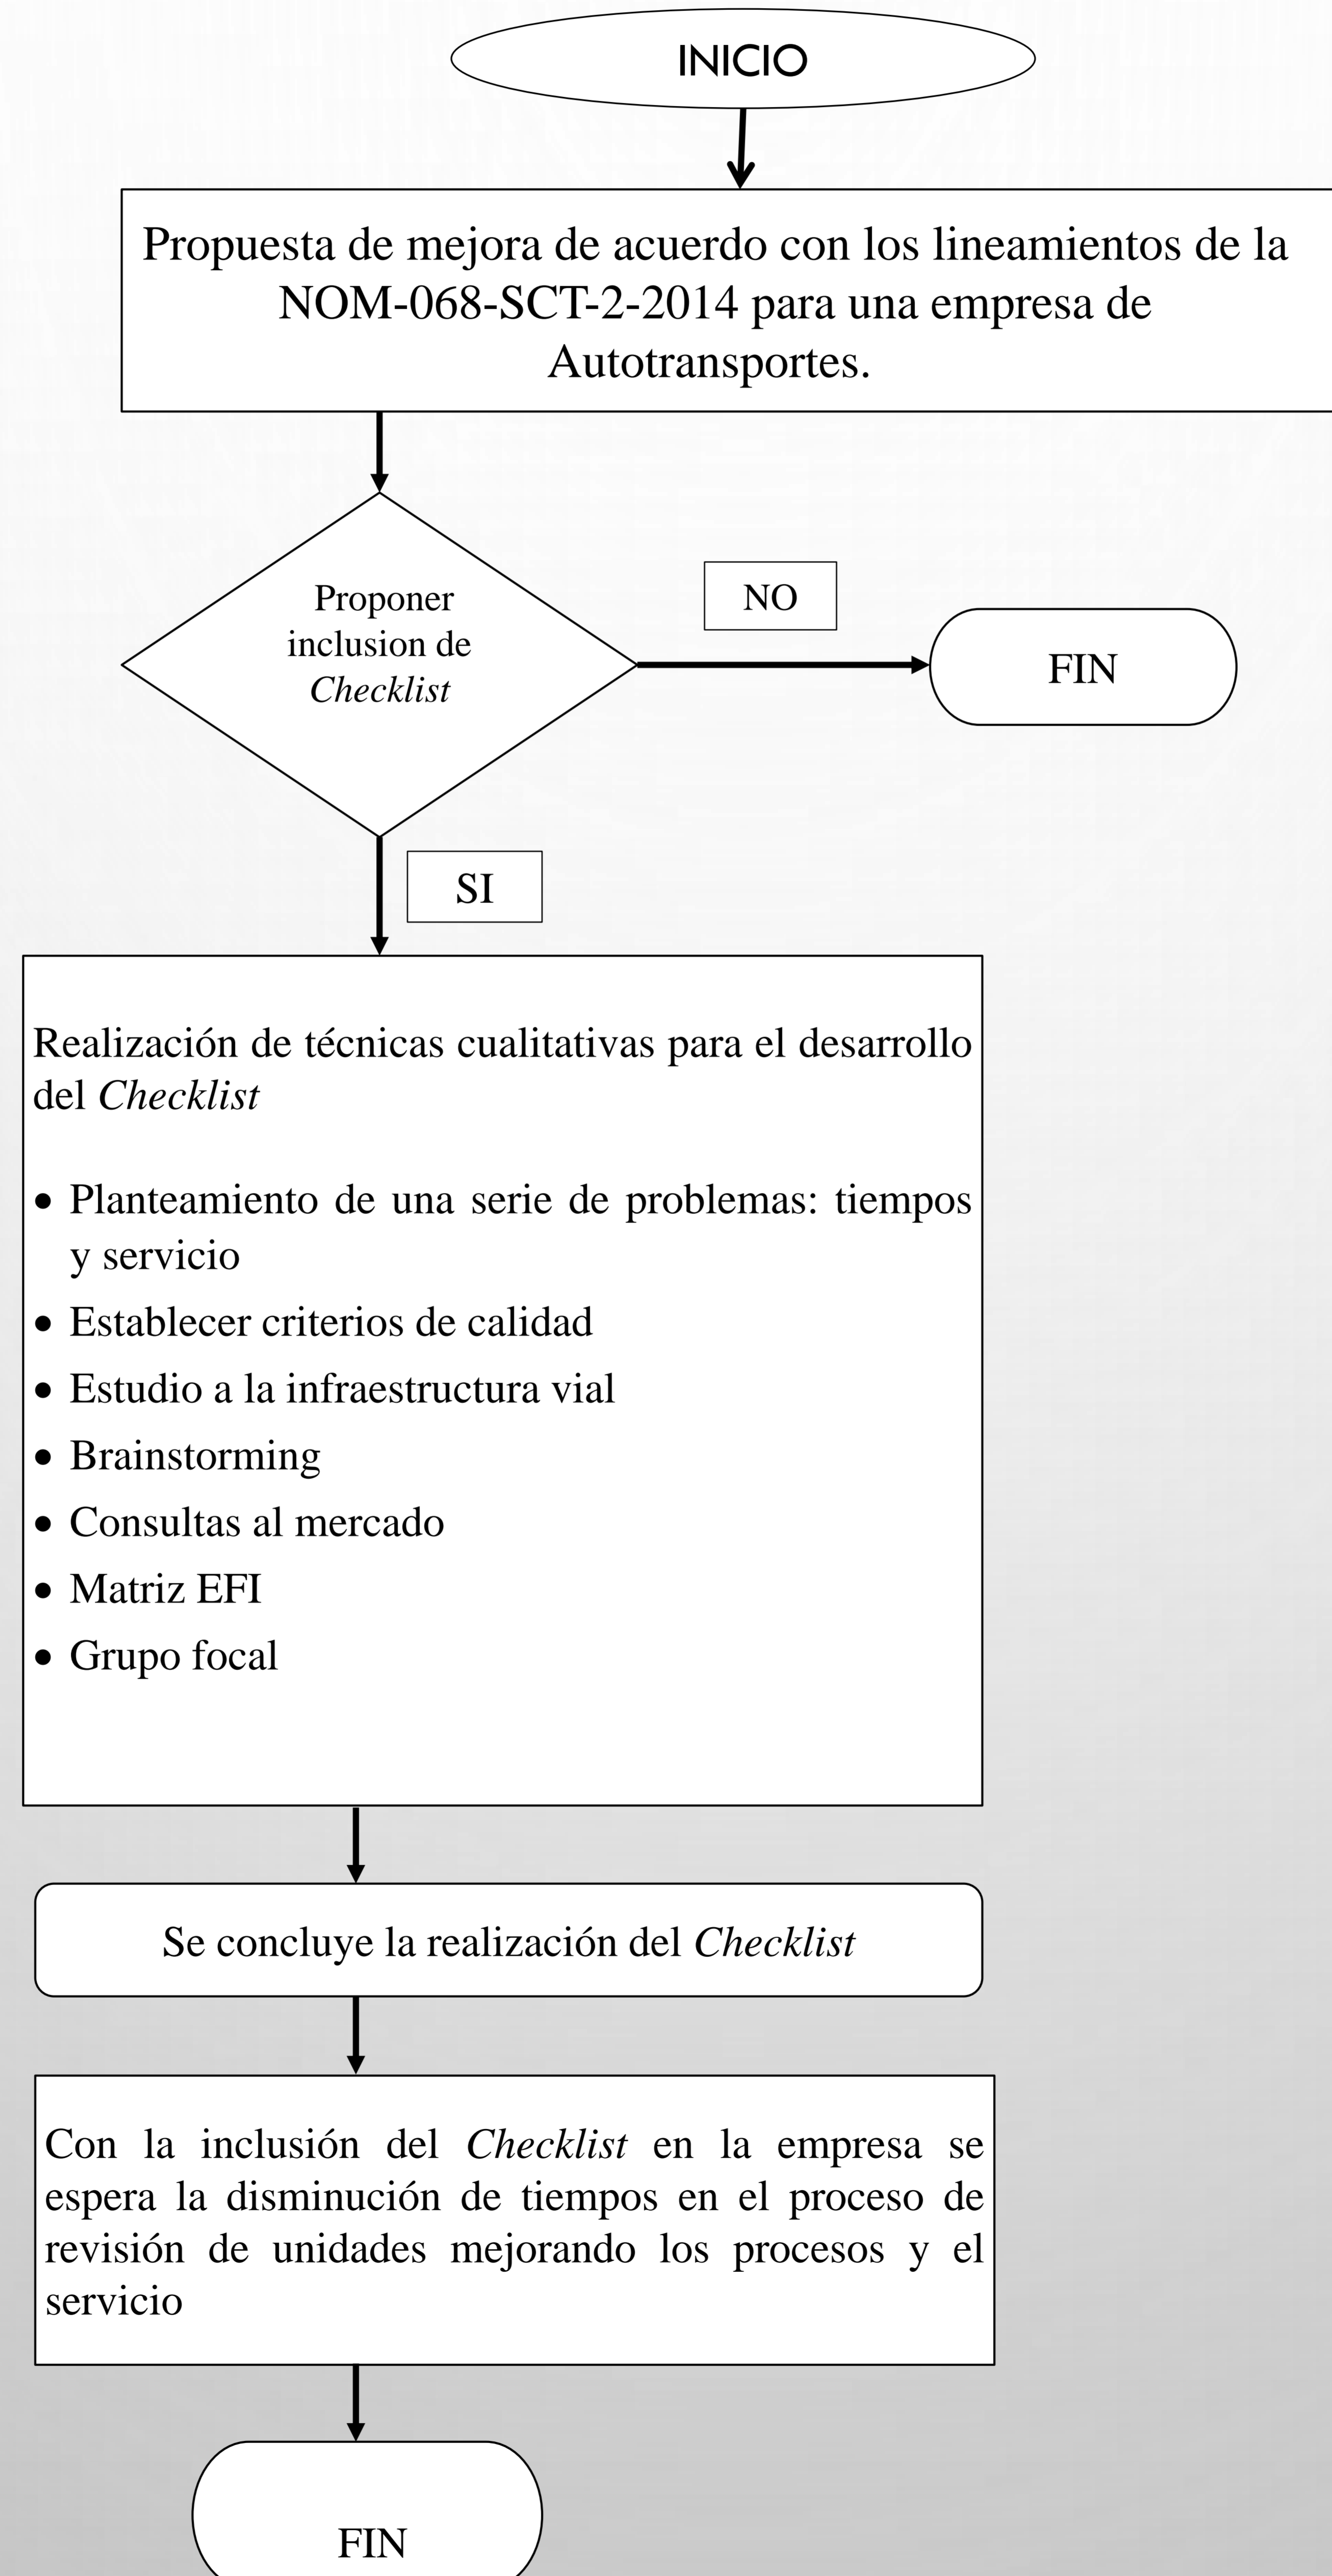 INICIO
Propuesta de mejora de acuerdo con los lineamientos de la
NOM-068-SCT-2-2014 para una empresa de
Autotransportes.
Proponer
inclusion de
Checklist
NO
FIN
SI
Realización de técnicas cualitativas para el desarrollo
del Checklist
• Planteamiento de una serie de problemas: tiempos
y servicio
• Establecer criterios de calidad
• Estudio a la infraestructura vial
• Brainstorming
• Consultas al mercado
• Matriz EFI
• Grupo focal
Se concluye la realización del Checklist
Con la inclusión del Checklist en la empresa se
espera la disminución de tiempos en el proceso de
revisión de unidades mejorando los procesos y el
servicio
FIN